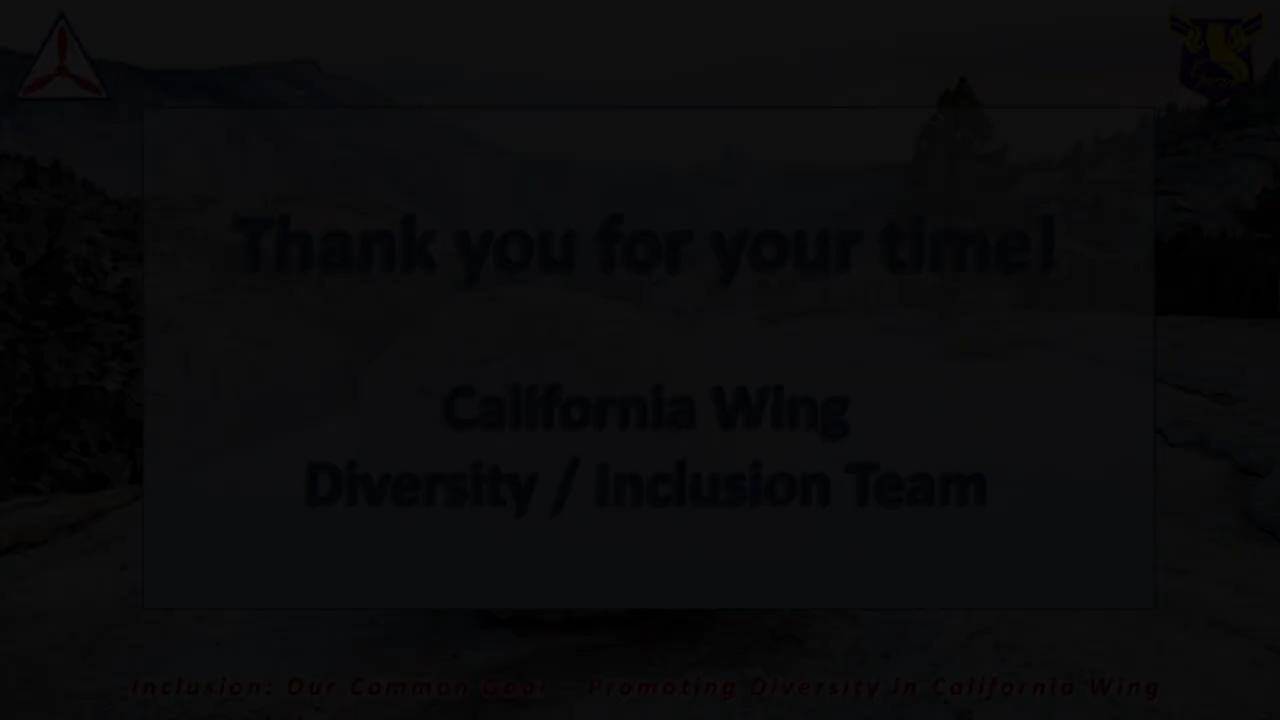 Thank you for your time!
California Wing
Diversity / Inclusion Team
Inclusion: Our Common Goal – Promoting Diversity in California Wing